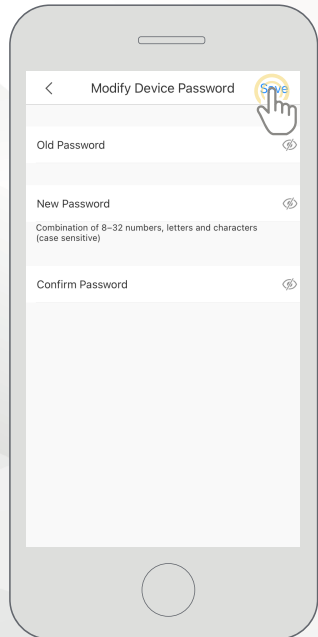 Modify Device Password Save
Old Password
New Password
Combination of 8–32 numbers, letters and characters
(case sensitive)
Confirm Password